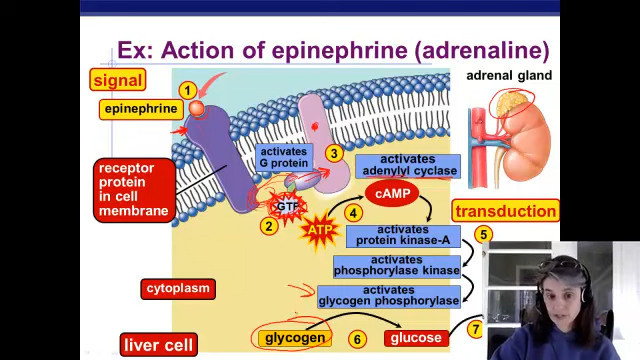 Ex: Action of epinephrine (adrenaline)
signal
adrenal gland
1
epinephrine
activates
G protein
3
activates
adenylyl cyclase
receptor
protein
in cell
membrane
GTP
cAMP
2
ATP
4
transduction
activates
protein kinase-A
5
activates
phosphorylase kinase
cytoplasm
activates
glycogen phosphorylase
liver cell
glycogen
6
glucose
7